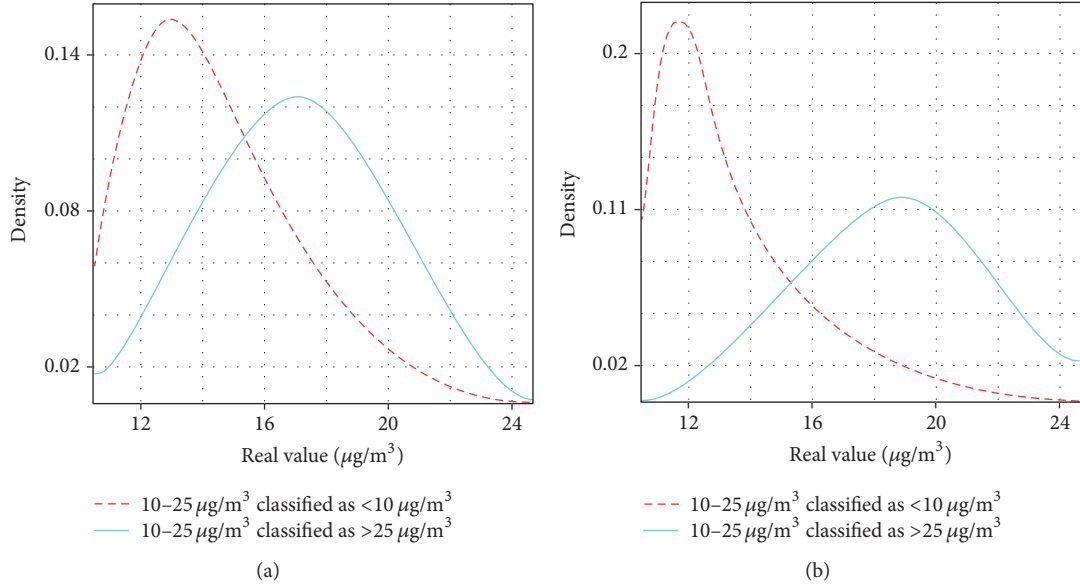 0.14
0.08
0.02
Density
12
16
20
24
Real value (μg/m³)
10–25 μg/m³ classified as <10 μg/m³
10–25 μg/m³ classified as >25 μg/m³
(a)
0.2
0.11
0.02
Density
12
16
20
24
Real value (μg/m³)
10–25 μg/m³ classified as <10 μg/m³
10–25 μg/m³ classified as >25 μg/m³
(b)